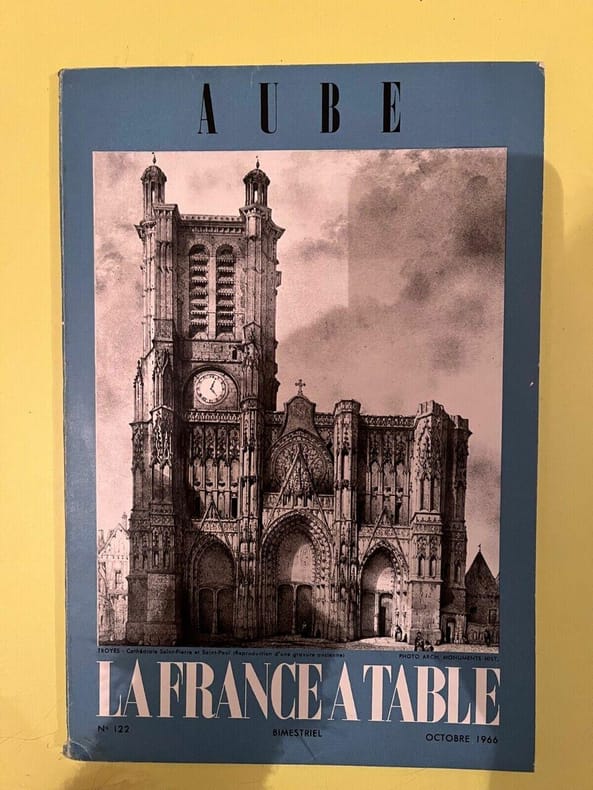 AUBE
TROYES - Cathédrale Saint-Pierre et Saint-Paul (Reproduction d'une gravure ancienne)
PHOTO ARCH. MONUMENTS HIST.
LA FRANCE A TABLE
N° 122
BIMESTRIEL
OCTOBRE 1966